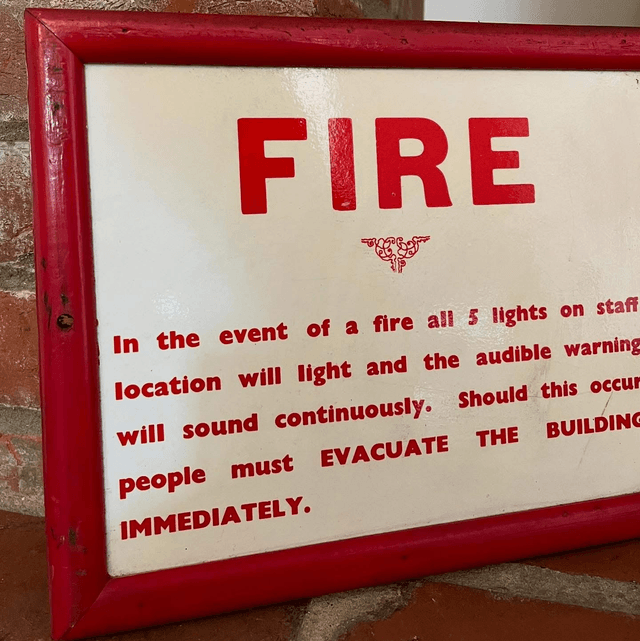 FIRE
In the event of a fire all 5 lights on staff
location will light and the audible warning
will sound continuously. Should this occur
people must EVACUATE THE BUILDING
IMMEDIATELY.